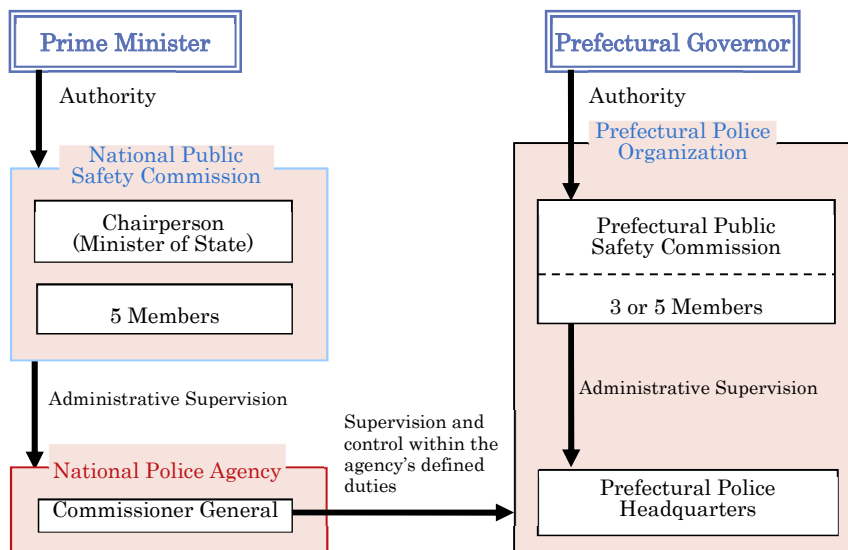 Prime Minister
Authority
National Public
Safety Commission
Chairperson
(Minister of State)
5 Members
Administrative Supervision
National Police Agency
Commissioner General
Supervision and
control within the
agency's defined
duties
Prefectural Governor
Authority
Prefectural Police
Organization
Prefectural Public
Safety Commission
3 or 5 Members
Administrative Supervision
Prefectural Police
Headquarters